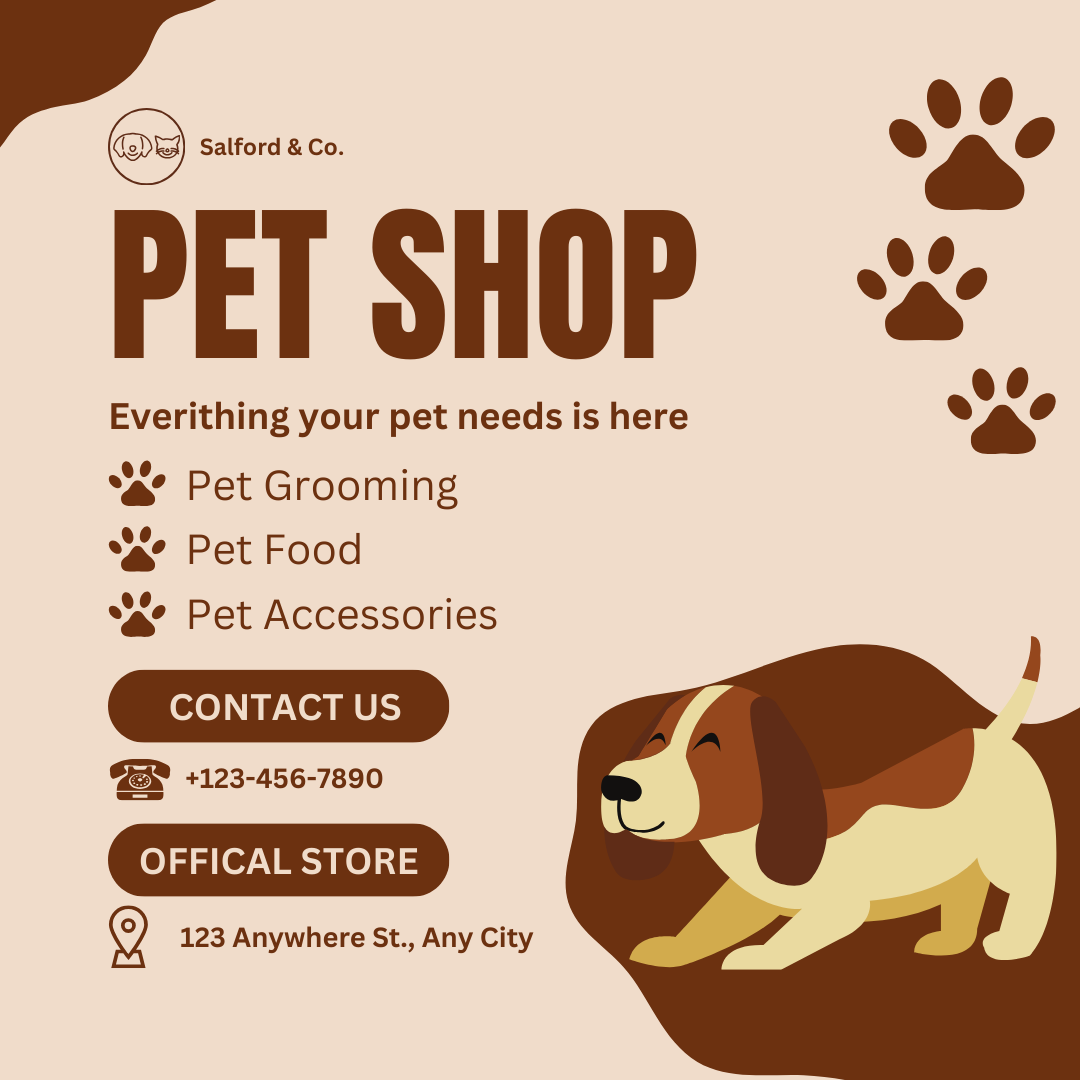 Salford & Co.
PET SHOP
Everithing your pet needs is here
Pet Grooming
Pet Food
Pet Accessories
CONTACT US
+123-456-7890
OFFICAL STORE
123 Anywhere St., Any City